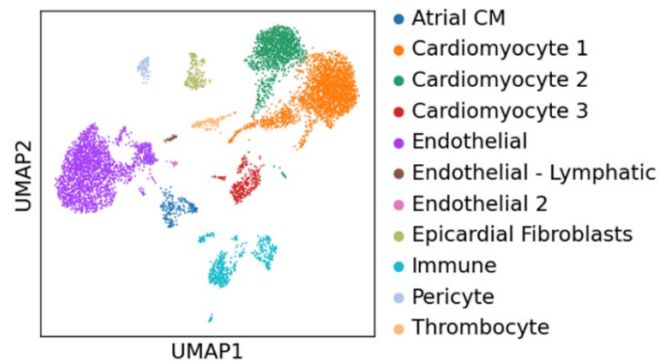 UMAP2
UMAP1
Atrial CM
Cardiomyocyte 1
Cardiomyocyte 2
Cardiomyocyte 3
Endothelial
Endothelial - Lymphatic
Endothelial 2
Epicardial Fibroblasts
Immune
Pericyte
Thrombocyte